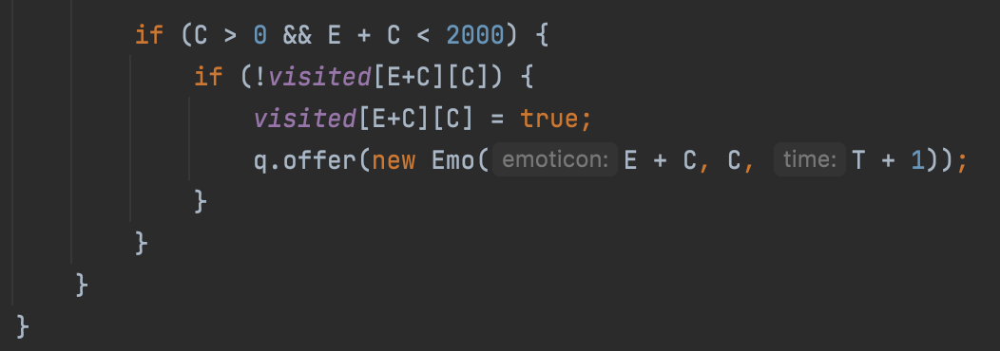 if (C > 0 && E + C < 2000) {
if (!visited[E+C][C]) {
visited[E+C][C] = true;
q.offer(new Emo( emoticon: E + C, C, time: T + 1));
}
}
}
}